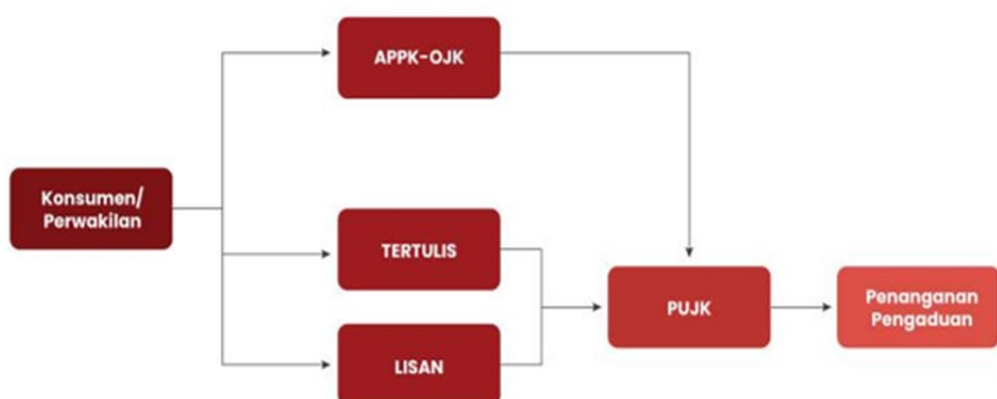 APPK-OJK
Konsumen/
Perwakilan
TERTULIS
LISAN
PUJK
Penanganan
Pengaduan